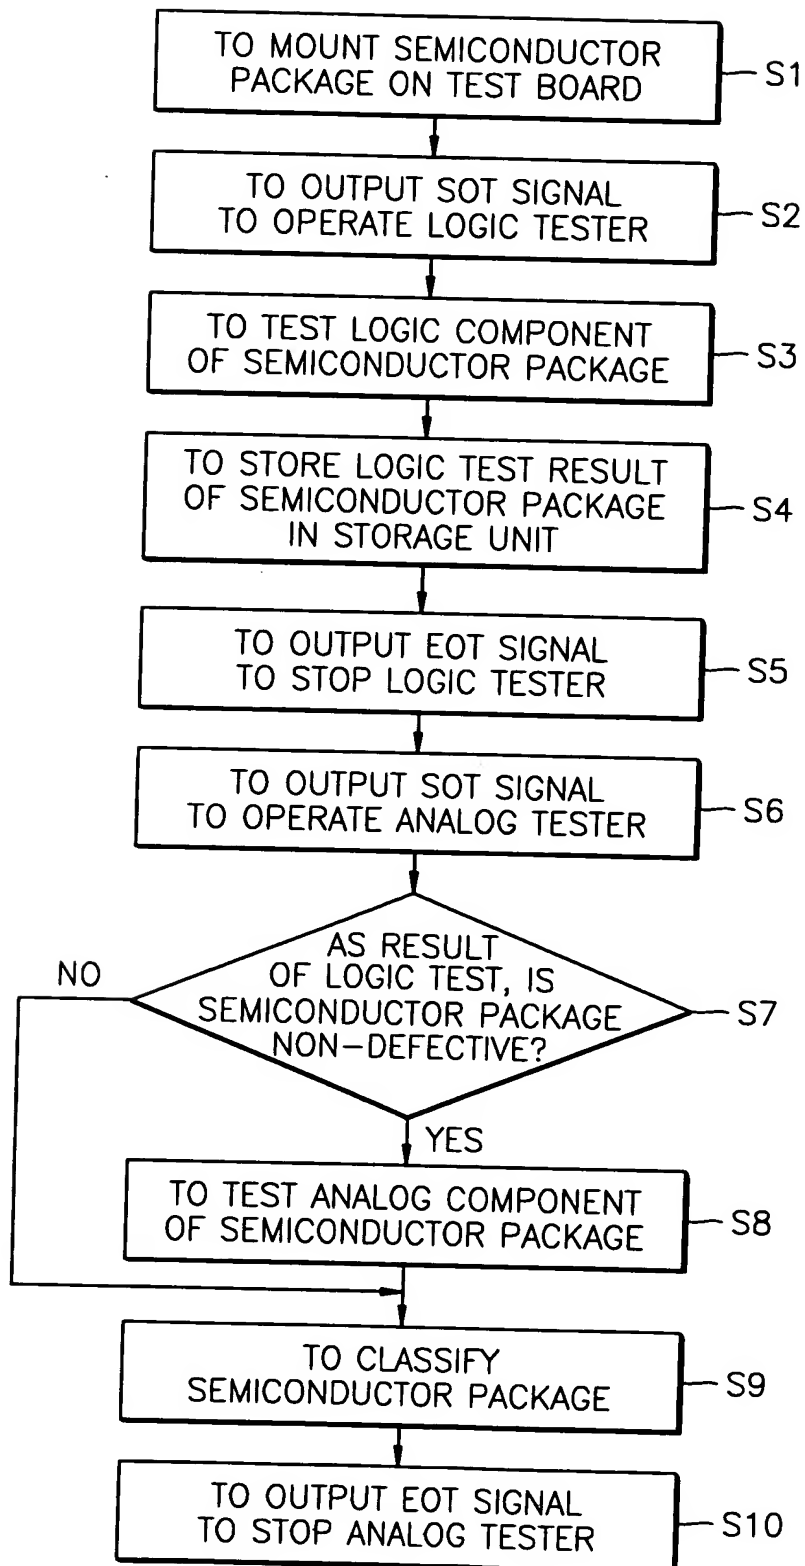 TO MOUNT SEMICONDUCTOR
PACKAGE ON TEST BOARD
S1
TO OUTPUT SOT SIGNAL
TO OPERATE LOGIC TESTER
S2
TO TEST LOGIC COMPONENT
OF SEMICONDUCTOR PACKAGE
S3
TO STORE LOGIC TEST RESULT
OF SEMICONDUCTOR PACKAGE
IN STORAGE UNIT
S4
TO OUTPUT EOT SIGNAL
TO STOP LOGIC TESTER
S5
TO OUTPUT SOT SIGNAL
TO OPERATE ANALOG TESTER
S6
AS RESULT
OF LOGIC TEST, IS
SEMICONDUCTOR PACKAGE
NON-DEFECTIVE?
S7
NO
YES
TO TEST ANALOG COMPONENT
OF SEMICONDUCTOR PACKAGE
S8
TO CLASSIFY
SEMICONDUCTOR PACKAGE
S9
TO OUTPUT EOT SIGNAL
TO STOP ANALOG TESTER
S10